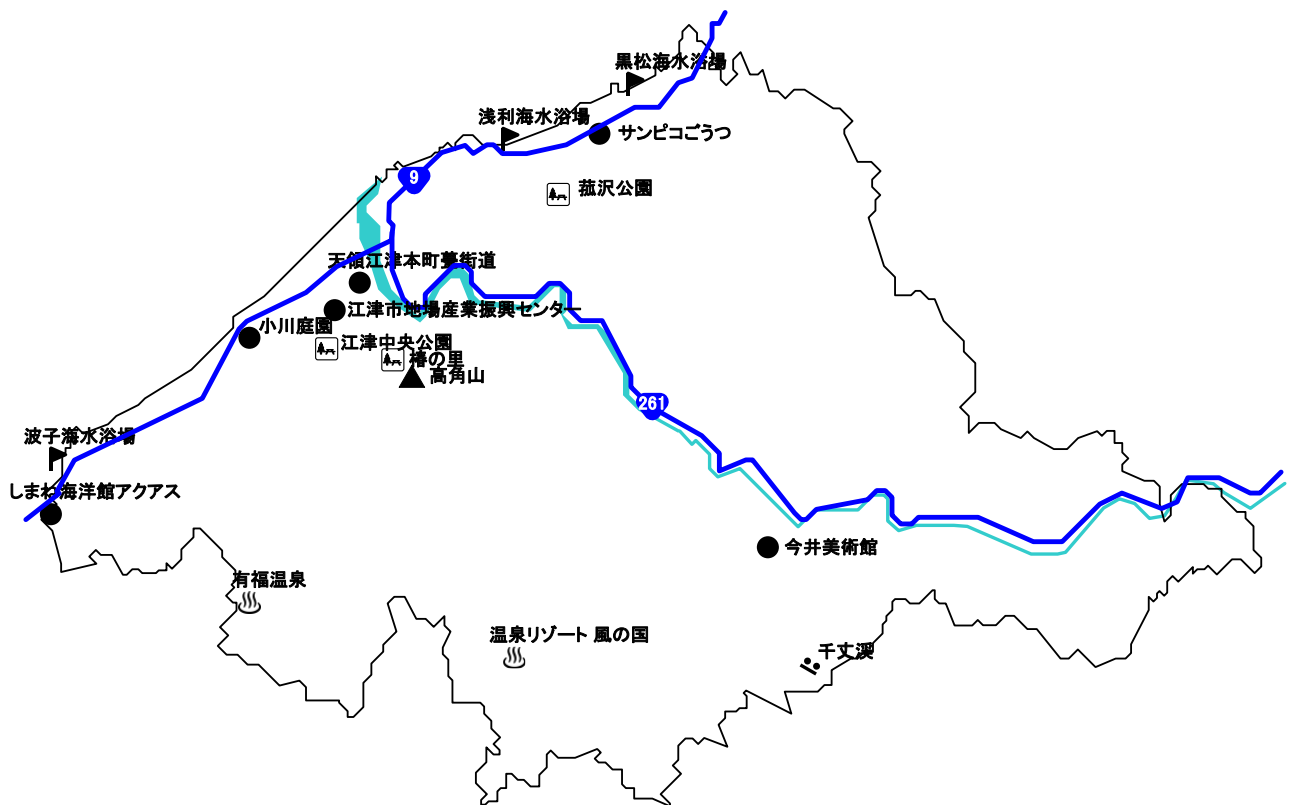 黒松海水浴場
浅利海水浴場
サンピコごうつ
9
菰沢公園
天領江津本町甍街道
江津市地場産業振興センター
小川庭園
江津中央公園
椿の里
高角山
261
波子海水浴場
しまね海洋館アクアス
今井美術館
有福温泉
温泉リゾート 風の国
千丈渓